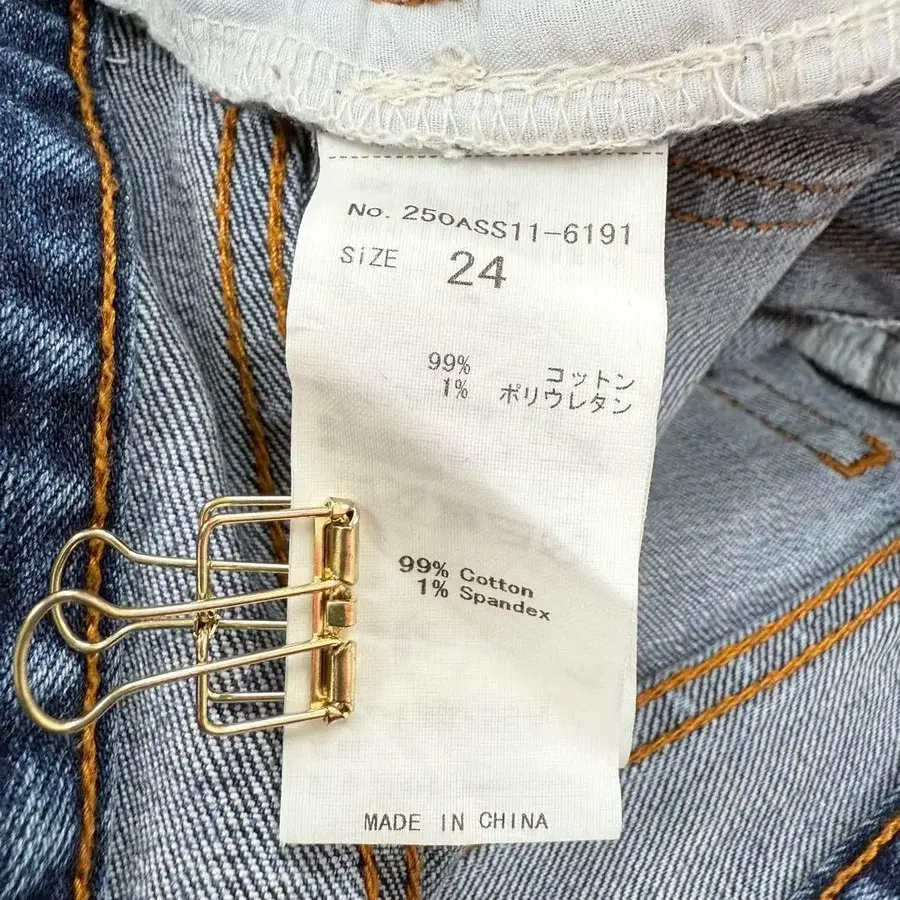 No. 250ASS11-6191
SiZE 24
99% コットン
1% ポリウレタン
99% Cotton
1% Spandex
MADE IN CHINA